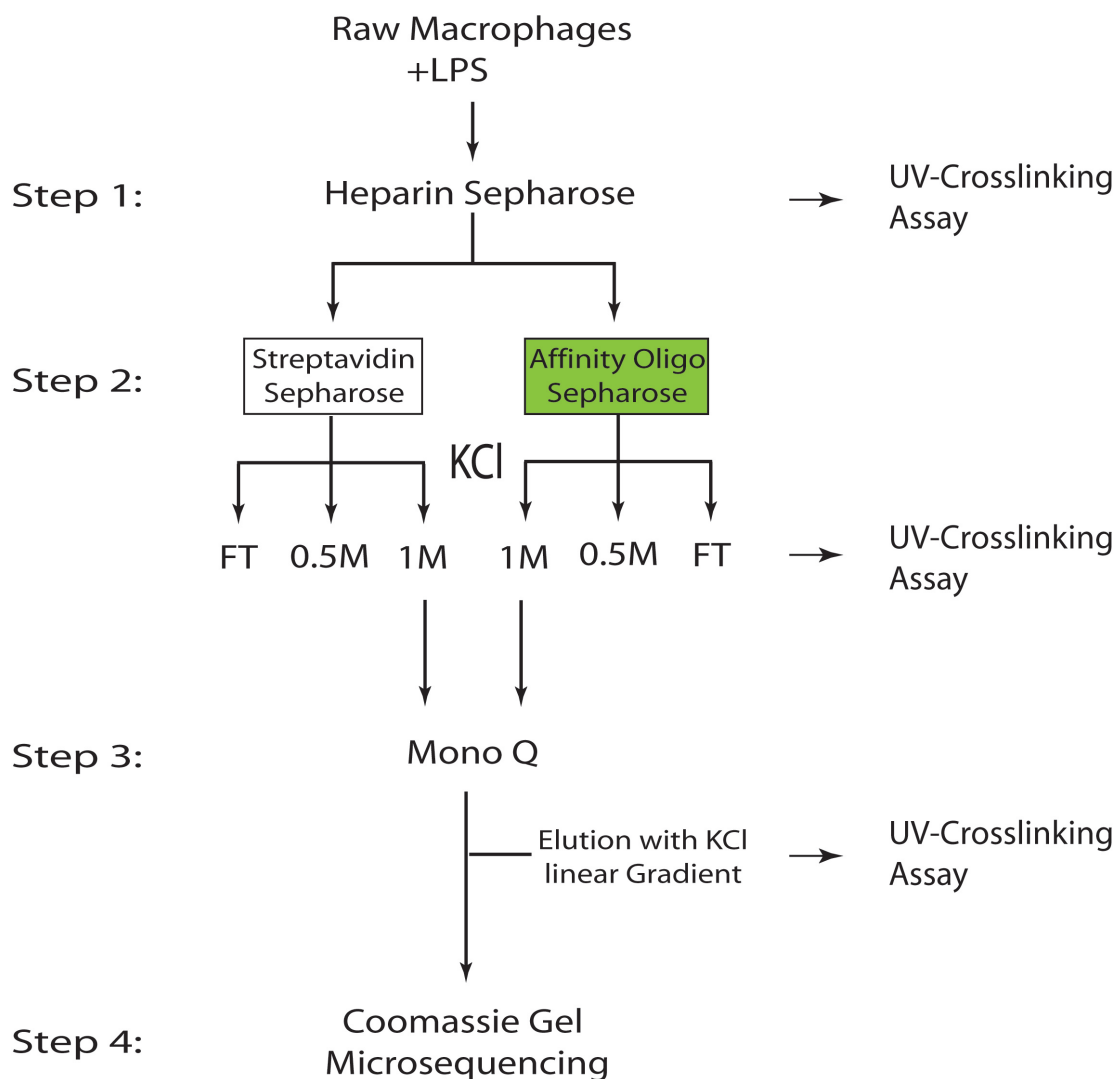 Raw Macrophages
+LPS
Step 1:
Heparin Sepharose
UV-Crosslinking
Assay
Step 2:
Streptavidin
Sepharose
Affinity Oligo
Sepharose
KCl
FT 0.5M 1M 1M 0.5M FT
UV-Crosslinking
Assay
Step 3:
Mono Q
Elution with KCl
linear Gradient
UV-Crosslinking
Assay
Step 4:
Coomassie Gel
Microsequencing